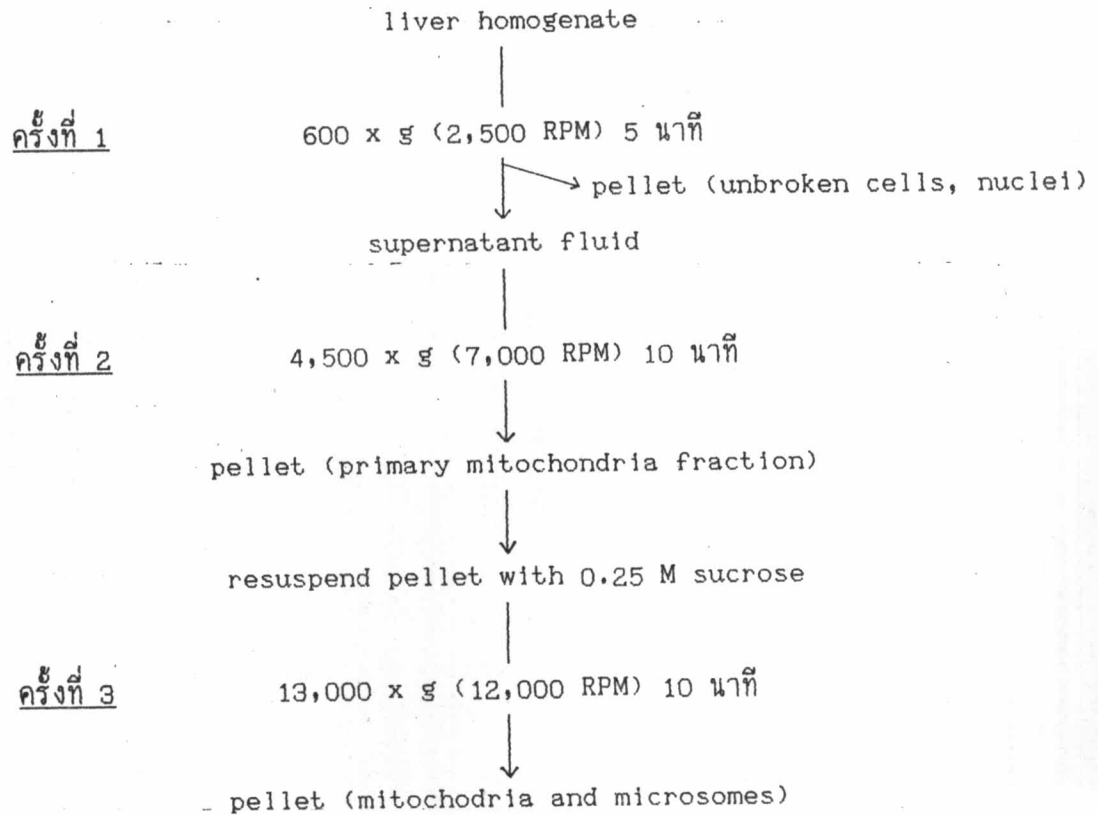 liver homogenate
ครั้งที่ 1 600 x g (2,500 RPM) 5 นาที
pellet (unbroken cells, nuclei)
supernatant fluid
ครั้งที่ 2 4,500 x g (7,000 RPM) 10 นาที
pellet (primary mitochondria fraction)
resuspend pellet with 0.25 M sucrose
ครั้งที่ 3 13,000 x g (12,000 RPM) 10 นาที
pellet (mitochodria and microsomes)